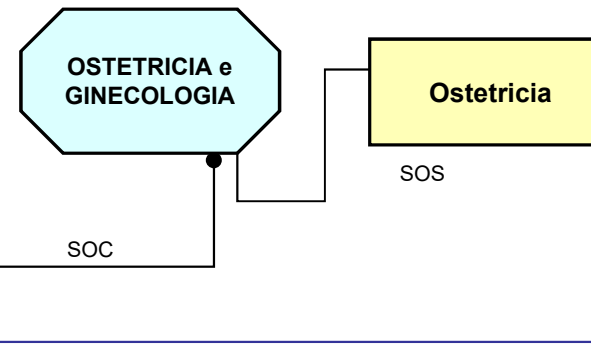 OSTETRICIA e
GINECOLOGIA
Ostetricia
SOS
SOC